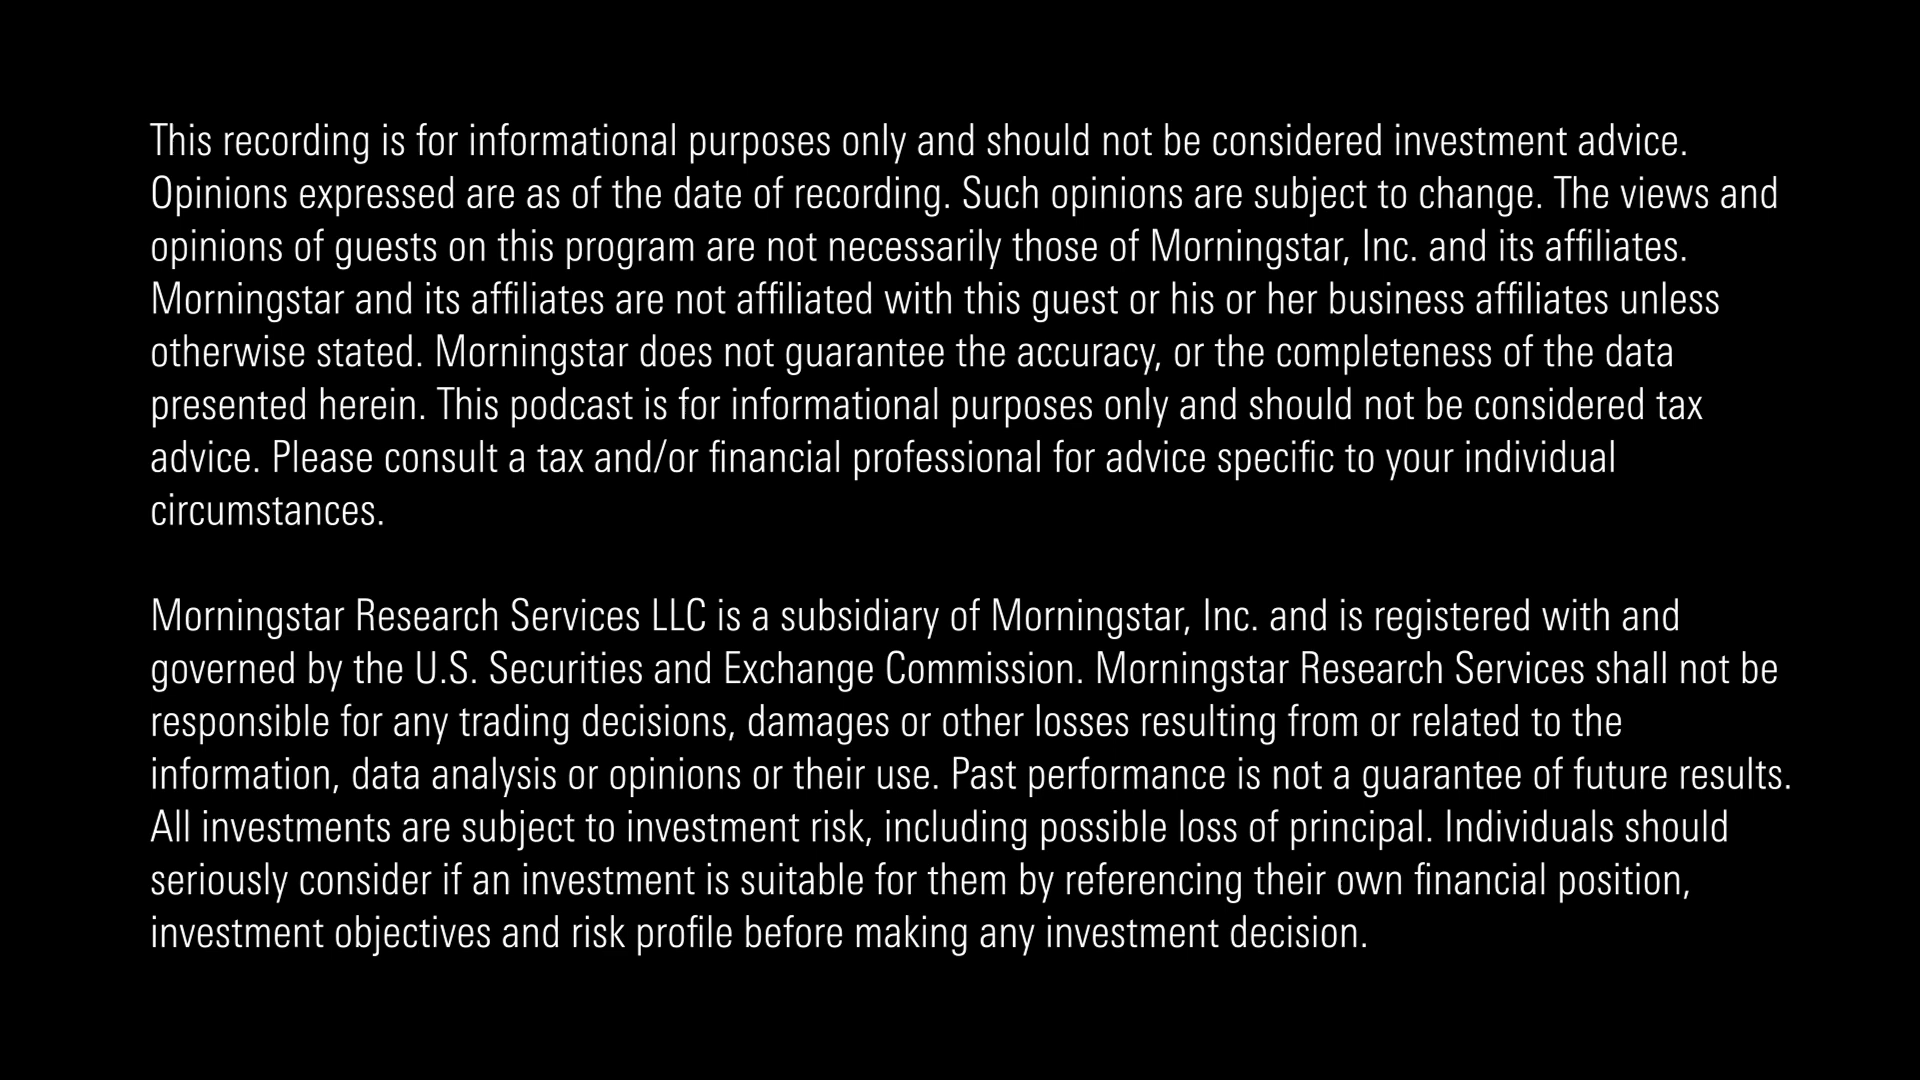 This recording is for informational purposes only and should not be considered investment advice.
Opinions expressed are as of the date of recording. Such opinions are subject to change. The views and
opinions of guests on this program are not necessarily those of Morningstar, Inc. and its affiliates.
Morningstar and its affiliates are not affiliated with this guest or his or her business affiliates unless
otherwise stated. Morningstar does not guarantee the accuracy, or the completeness of the data
presented herein. This podcast is for informational purposes only and should not be considered tax
advice. Please consult a tax and/or financial professional for advice specific to your individual
circumstances.
Morningstar Research Services LLC is a subsidiary of Morningstar, Inc. and is registered with and
governed by the U.S. Securities and Exchange Commission. Morningstar Research Services shall not be
responsible for any trading decisions, damages or other losses resulting from or related to the
information, data analysis or opinions or their use. Past performance is not a guarantee of future results.
All investments are subject to investment risk, including possible loss of principal. Individuals should
seriously consider if an investment is suitable for them by referencing their own financial position,
investment objectives and risk profile before making any investment decision.